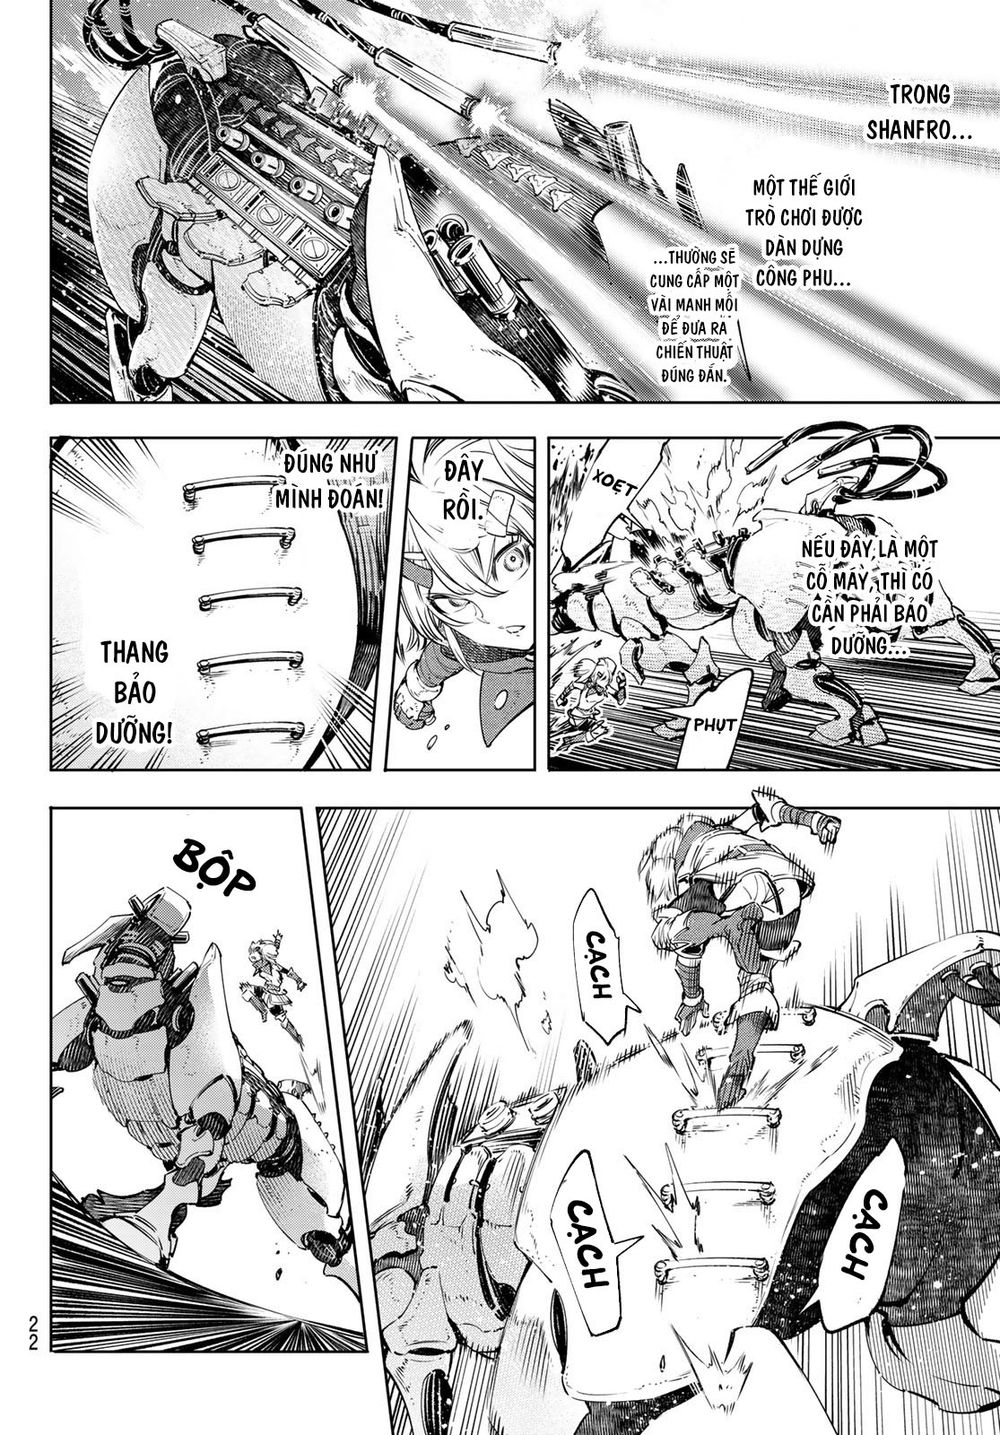 TRONG
SHANFRO...
MỘT THẾ GIỚI
TRÒ CHƠI ĐƯỢC
DÀN DỰNG
CÔNG PHU...
...THƯỜNG SẼ
CUNG CẤP MỘT
VÀI MANH MỐI
ĐỂ ĐƯA RA
CHIẾN THUẬT
ĐÚNG ĐẮN.
XOẸT
NẾU ĐÂY LÀ MỘT
CỖ MÁY, THÌ CÓ
CẦN PHẢI BẢO
DƯỠNG...
PHỤT
ĐÂY
RỒI.
ĐÚNG NHƯ
MÌNH ĐOÁN!
THANG
BẢO
DƯỠNG!
CẠCH
CẠCH
CẠCH
BỘP
22